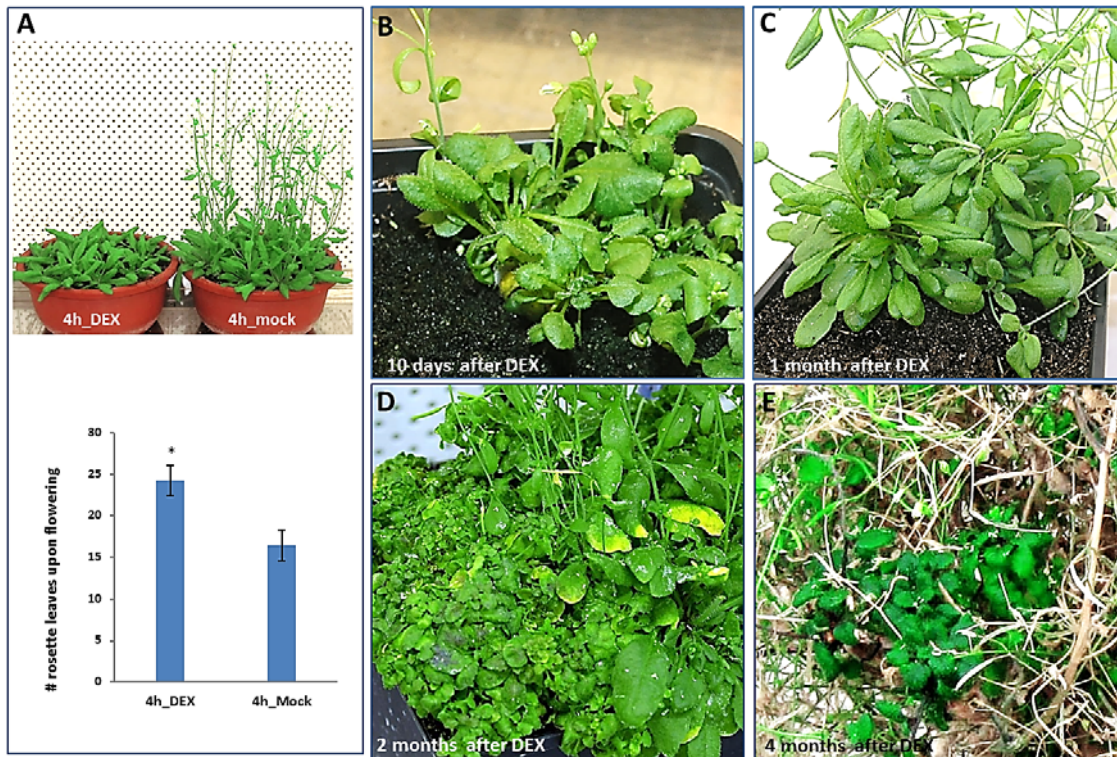 A
4h_DEX
4h_mock
# rosette leaves upon flowering
30
25
20
15
10
5
0
*
4h_DEX
4h_Mock
B
10 days after DEX
C
1 month after DEX
D
2 months after DEX
E
4 months after DEX